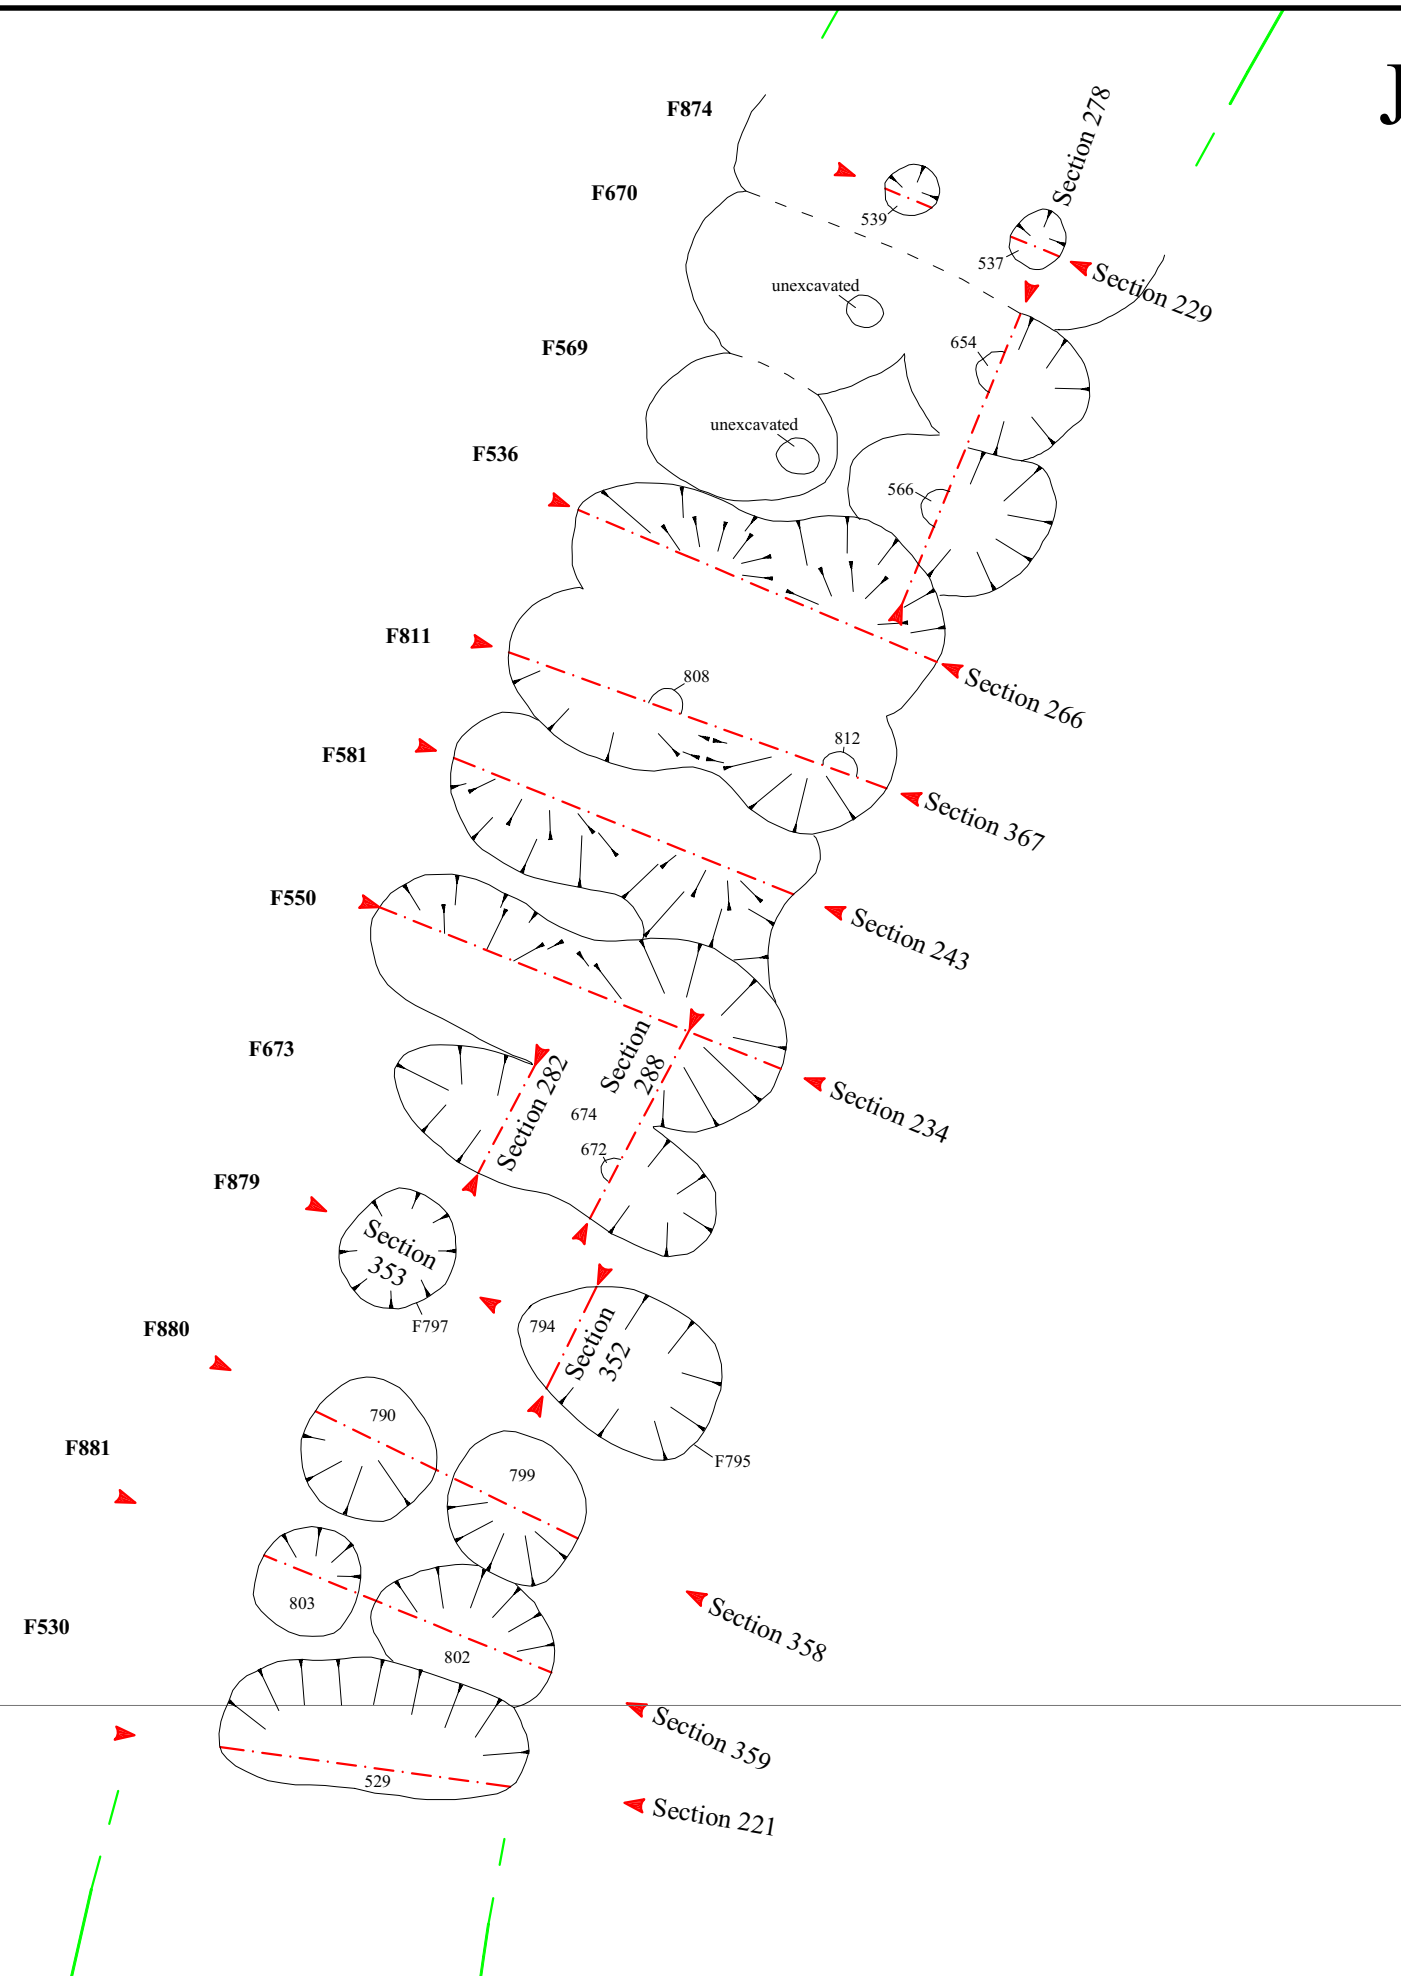 J
F874
Section 278
F670
539
537
Section 229
unexcavated
654
F569
unexcavated
F536
566
F811
808
Section 266
812
F581
Section 367
F550
Section 243
Section
288
F673
Section 282
674
672
Section 234
F879
Section
353
F797
794
Section
352
F880
790
F881
799
F795
803
F530
802
Section 358
Section 359
529
Section 221